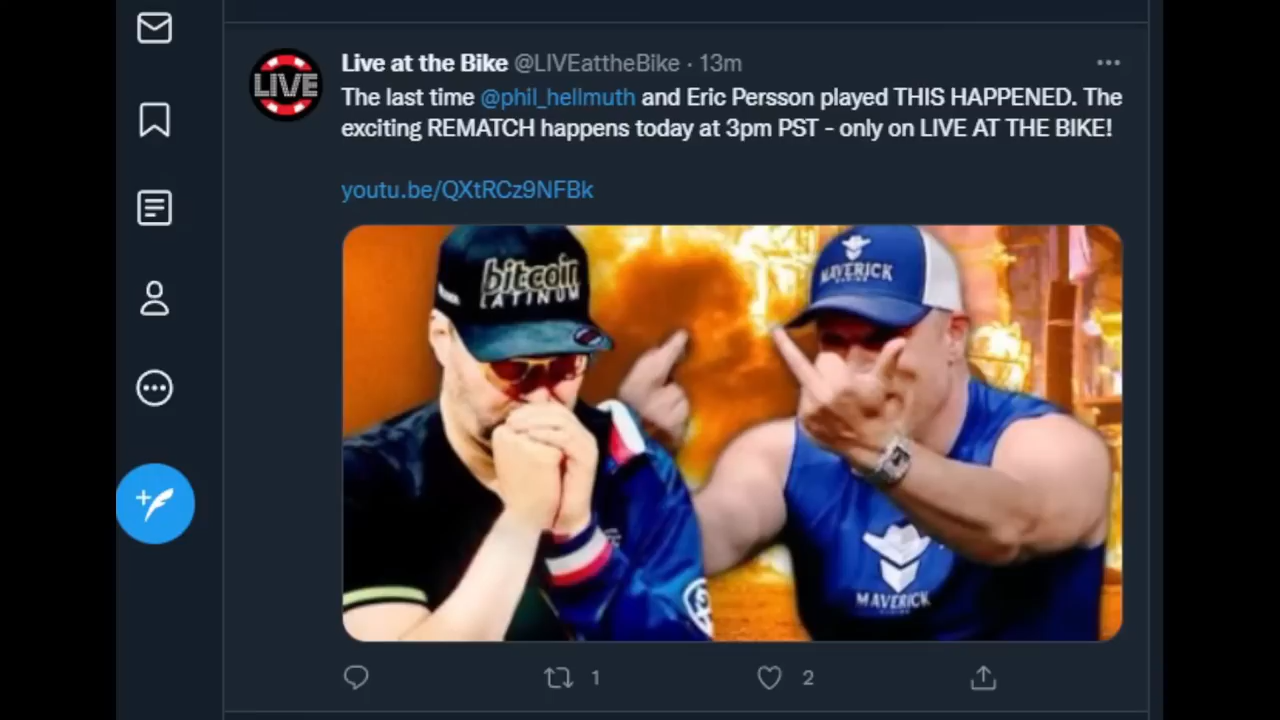 Live at the Bike @LIVEattheBike · 13m
LIVE
The last time @phil_hellmuth and Eric Persson played THIS HAPPENED. The
exciting REMATCH happens today at 3pm PST - only on LIVE AT THE BIKE!
youtu.be/QXtRCz9NFBk
bitcoin
LATINUM
MAVERICK
MAVERICK
1
2